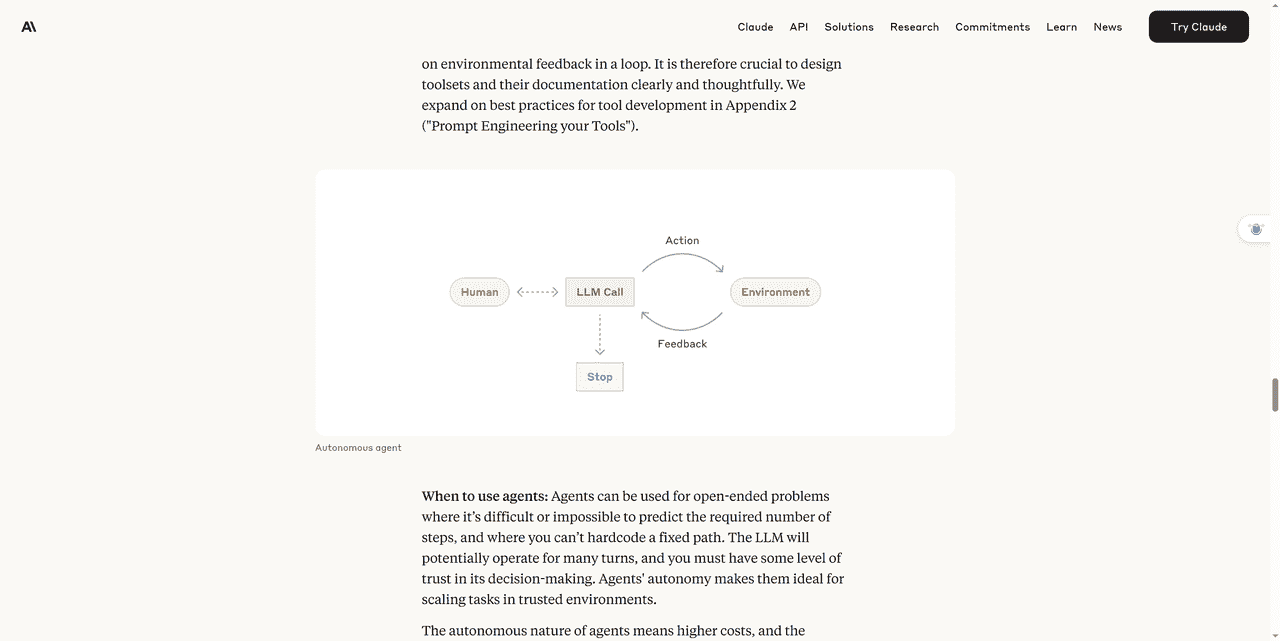 Claude API Solutions Research Commitments Learn News Try Claude
on environmental feedback in a loop. It is therefore crucial to design
toolsets and their documentation clearly and thoughtfully. We
expand on best practices for tool development in Appendix 2
("Prompt Engineering your Tools").
Action
Human LLM Call Environment
Feedback
Stop
Autonomous agent
When to use agents: Agents can be used for open-ended problems
where it’s difficult or impossible to predict the required number of
steps, and where you can’t hardcode a fixed path. The LLM will
potentially operate for many turns, and you must have some level of
trust in its decision-making. Agents' autonomy makes them ideal for
scaling tasks in trusted environments.
The autonomous nature of agents means higher costs, and the